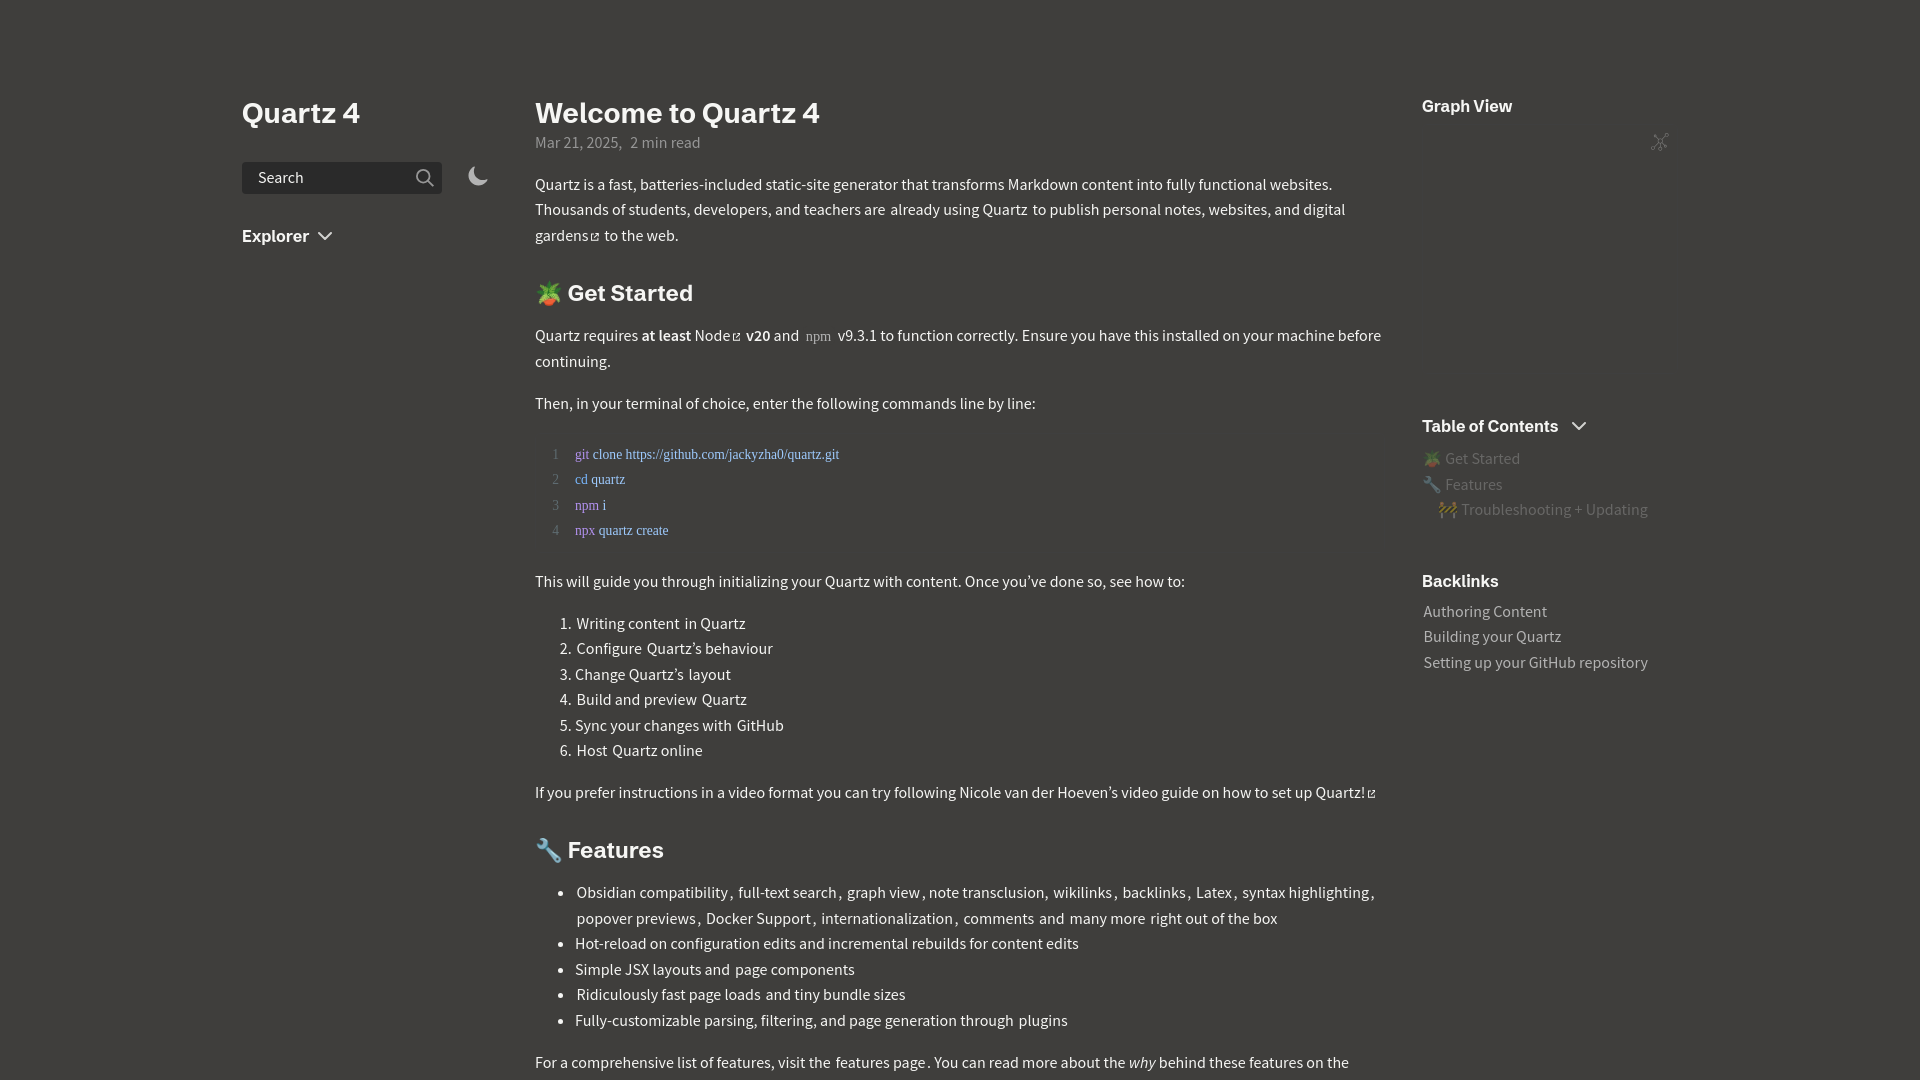 Quartz 4
Search
Explorer
Welcome to Quartz 4
Mar 21, 2025, 2 min read
Quartz is a fast, batteries-included static-site generator that transforms Markdown content into fully functional websites.
Thousands of students, developers, and teachers are already using Quartz to publish personal notes, websites, and digital
gardens to the web.
🪴 Get Started
Quartz requires at least Node v20 and npm v9.3.1 to function correctly. Ensure you have this installed on your machine before
continuing.
Then, in your terminal of choice, enter the following commands line by line:
1 git clone https://github.com/jackyzha0/quartz.git
2 cd quartz
3 npm i
4 npx quartz create
This will guide you through initializing your Quartz with content. Once you’ve done so, see how to:
1. Writing content in Quartz
2. Configure Quartz’s behaviour
3. Change Quartz’s layout
4. Build and preview Quartz
5. Sync your changes with GitHub
6. Host Quartz online
If you prefer instructions in a video format you can try following Nicole van der Hoeven’s video guide on how to set up Quartz!
🔧 Features
• Obsidian compatibility, full-text search, graph view, note transclusion, wikilinks, backlinks, Latex, syntax highlighting,
popover previews, Docker Support, internationalization, comments and many more right out of the box
• Hot-reload on configuration edits and incremental rebuilds for content edits
• Simple JSX layouts and page components
• Ridiculously fast page loads and tiny bundle sizes
• Fully-customizable parsing, filtering, and page generation through plugins
For a comprehensive list of features, visit the features page. You can read more about the why behind these features on the
Graph View
Table of Contents
🪴 Get Started
🔧 Features
🚧 Troubleshooting + Updating
Backlinks
Authoring Content
Building your Quartz
Setting up your GitHub repository